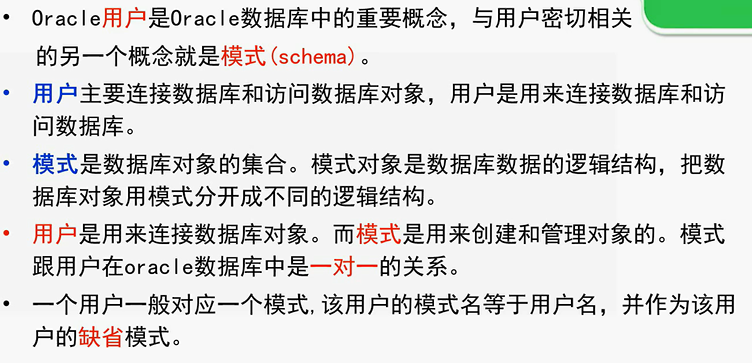 • Oracle用户是Oracle数据库中的重要概念，与用户密切相关
的另一个概念就是模式(schema)。
• 用户主要连接数据库和访问数据库对象，用户是用来连接数据库和访
问数据库。
• 模式是数据库对象的集合。模式对象是数据库数据的逻辑结构，把数
据库对象用模式分开成不同的逻辑结构。
• 用户是用来连接数据库对象。而模式是用来创建和管理对象的。模式
跟用户在oracle数据库中是一对一的关系。
• 一个用户一般对应一个模式,该用户的模式名等于用户名，并作为该用
户的缺省模式。